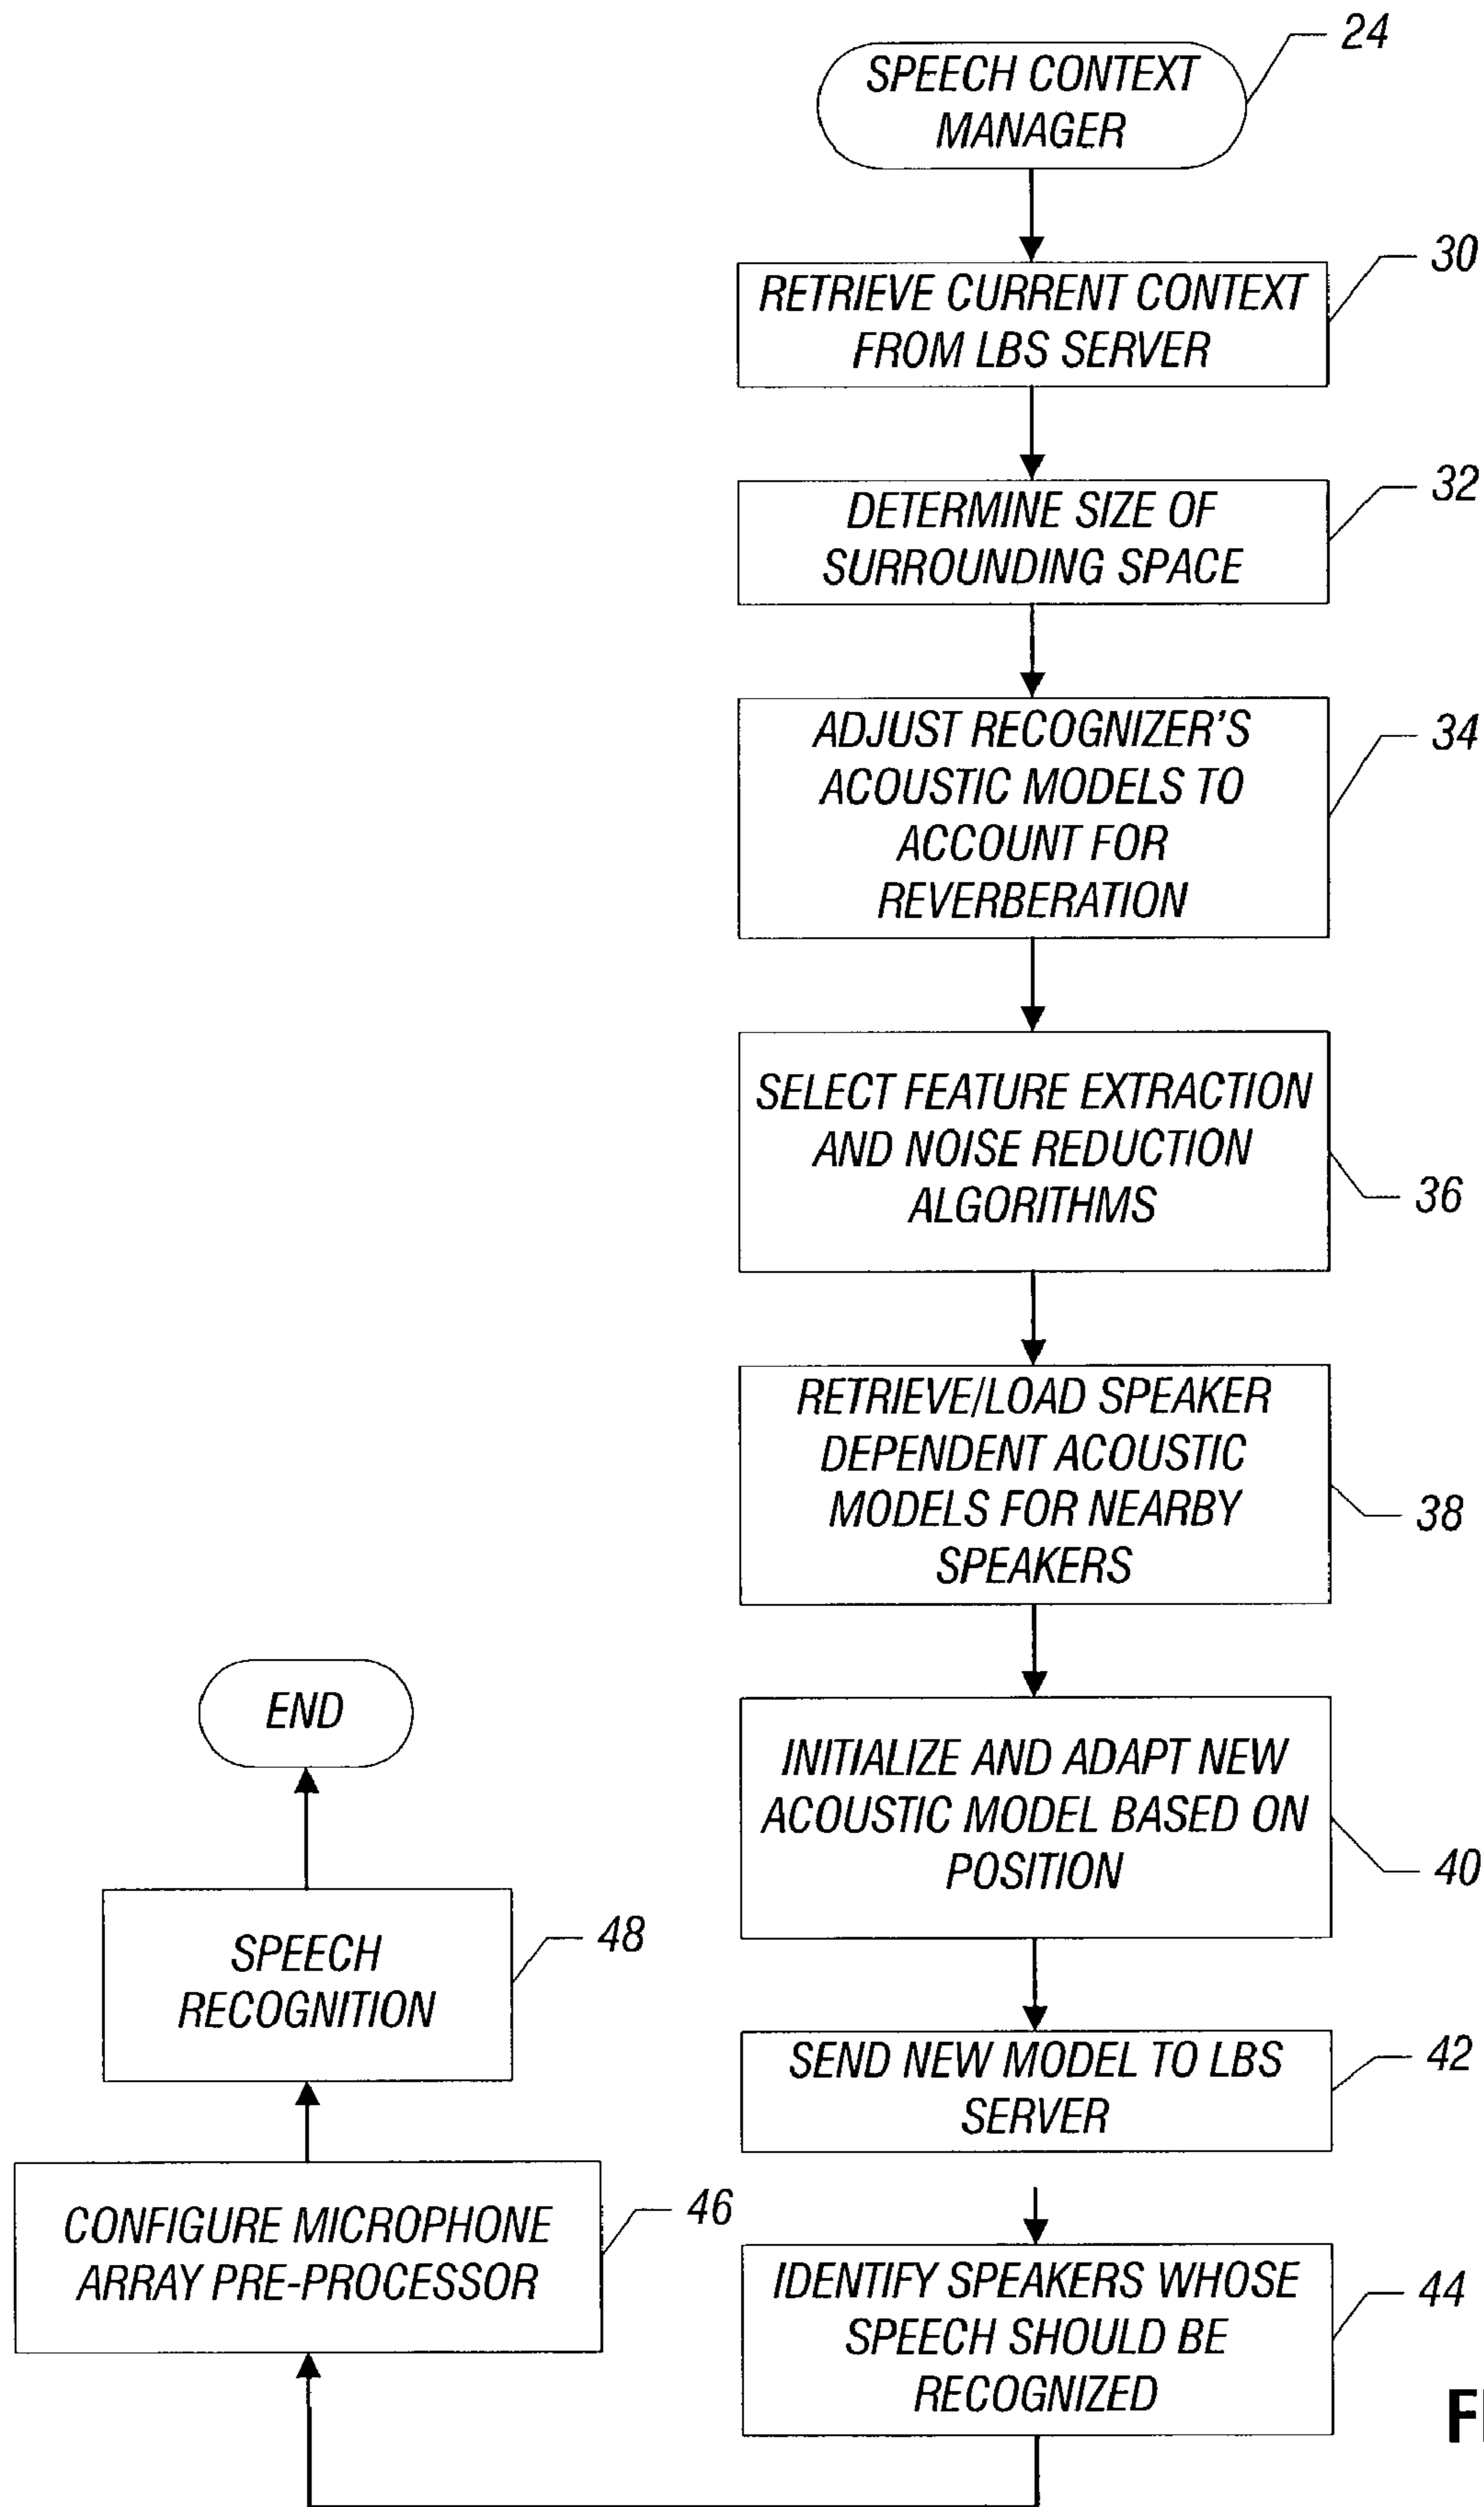 24
SPEECH CONTEXT
MANAGER
30
RETRIEVE CURRENT CONTEXT
FROM LBS SERVER
32
DETERMINE SIZE OF
SURROUNDING SPACE
34
ADJUST RECOGNIZER'S
ACOUSTIC MODELS TO
ACCOUNT FOR
REVERBERATION
SELECT FEATURE EXTRACTION
AND NOISE REDUCTION
ALGORITHMS
36
RETRIEVE/LOAD SPEAKER
DEPENDENT ACOUSTIC
MODELS FOR NEARBY
SPEAKERS
38
INITIALIZE AND ADAPT NEW
ACOUSTIC MODEL BASED ON
POSITION
40
SEND NEW MODEL TO LBS
SERVER
42
IDENTIFY SPEAKERS WHOSE
SPEECH SHOULD BE
RECOGNIZED
44
CONFIGURE MICROPHONE
ARRAY PRE-PROCESSOR
46
SPEECH
RECOGNITION
48
END